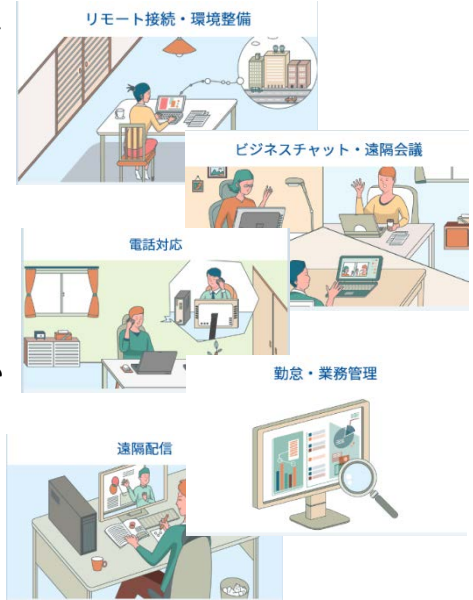 リモート接続・環境整備
ビジネスチャット・遠隔会議
電話対応
勤怠・業務管理
遠隔配信